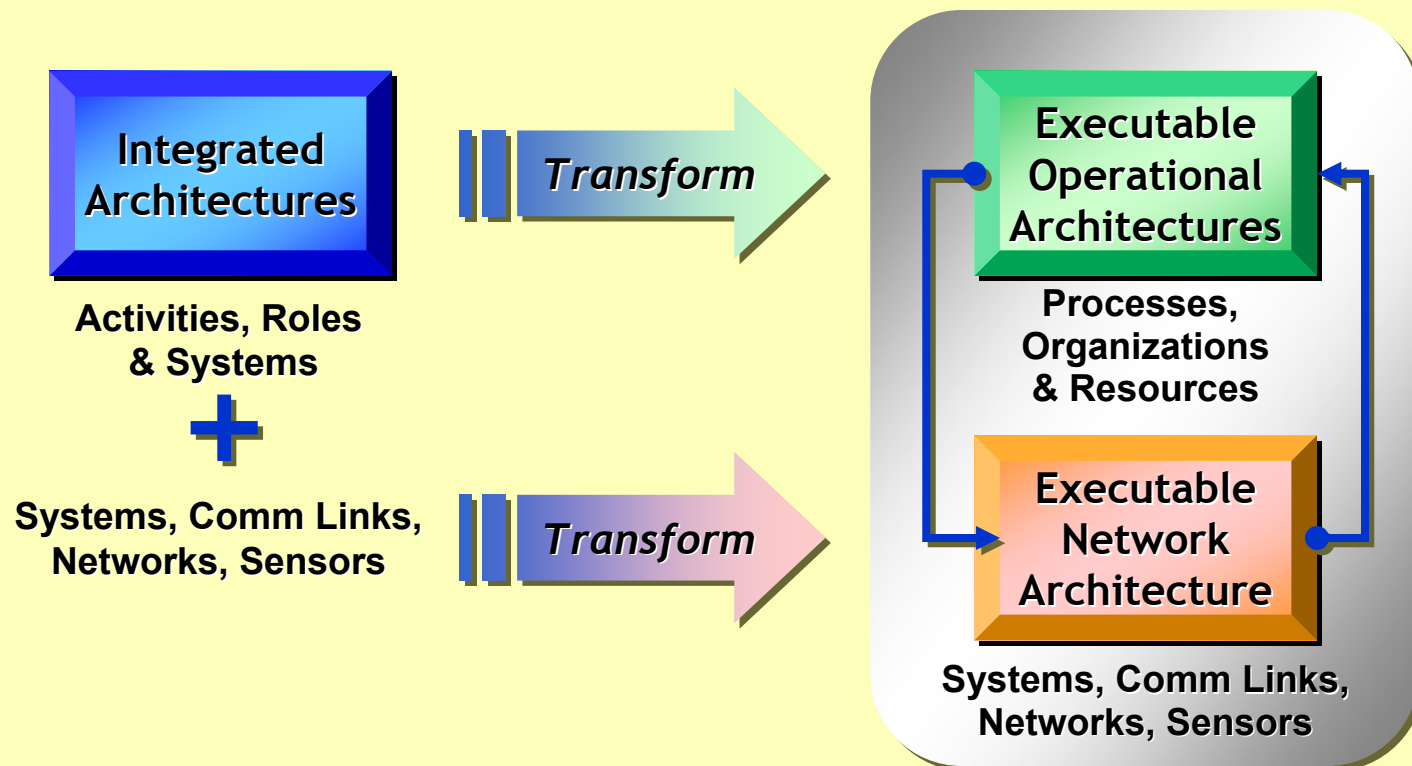 Integrated
Architectures
Activities, Roles
& Systems
+
Systems, Comm Links,
Networks, Sensors
Transform
Transform
Executable
Operational
Architectures
Processes,
Organizations
& Resources
Executable
Network
Architecture
Systems, Comm Links,
Networks, Sensors